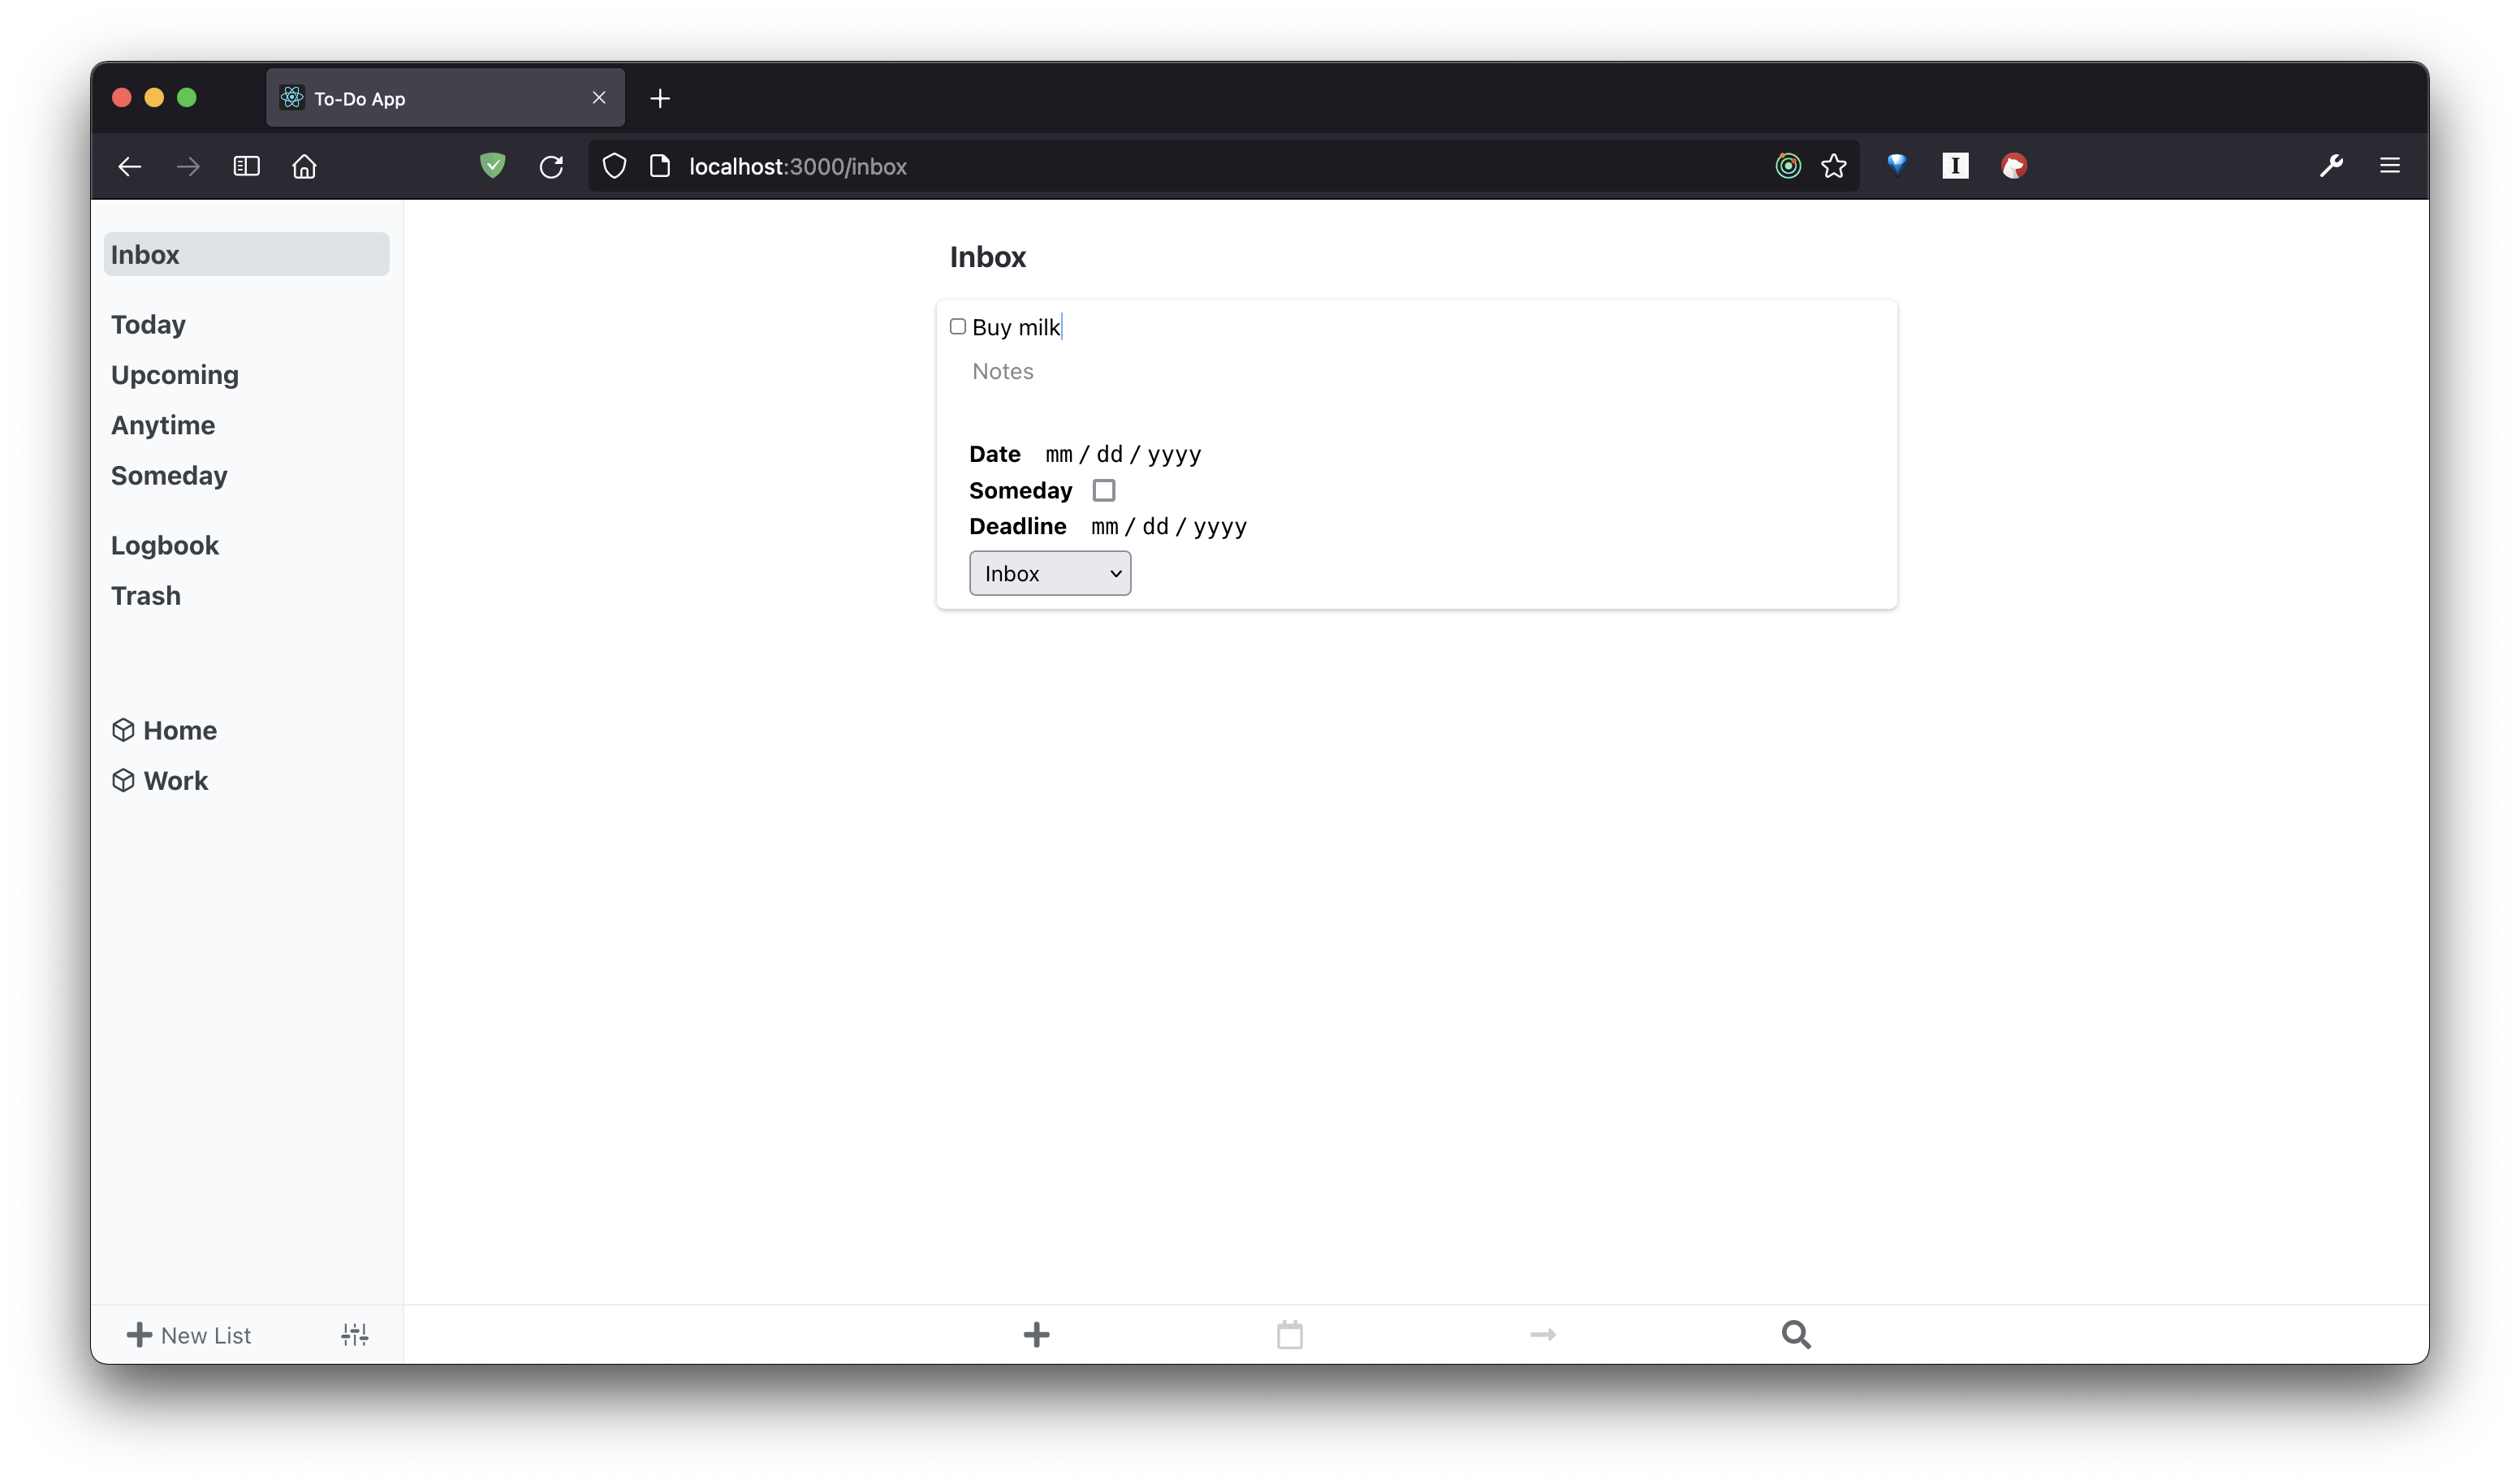 To-Do App
localhost:3000/inbox
I
Inbox
Today
Upcoming
Anytime
Someday
Logbook
Trash
Home
Work
New List
Inbox
Buy milk
Notes
Date mm / dd / yyyy
Someday
Deadline mm / dd / yyyy
Inbox